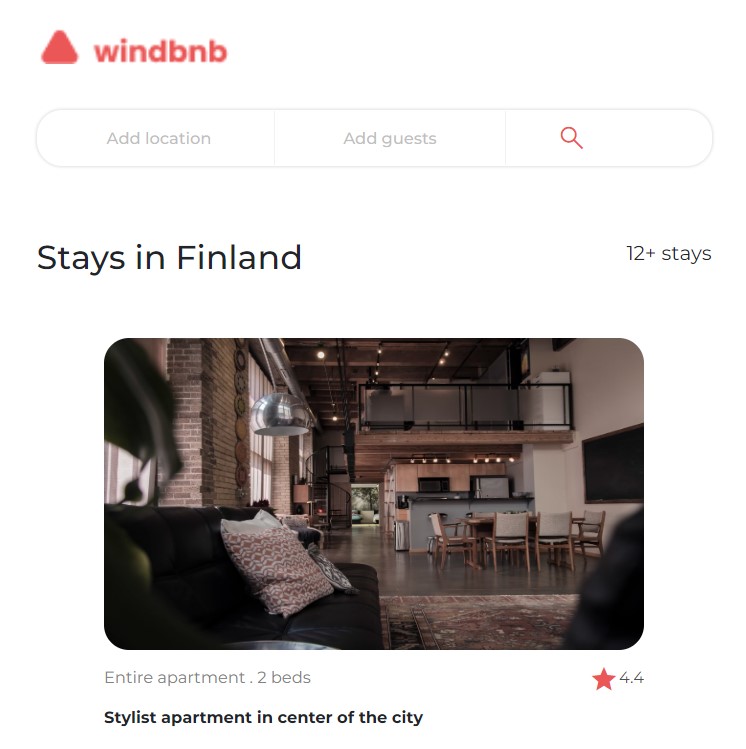 windbnb
Add location Add guests
Stays in Finland 12+ stays
Entire apartment . 2 beds 4.4
Stylist apartment in center of the city